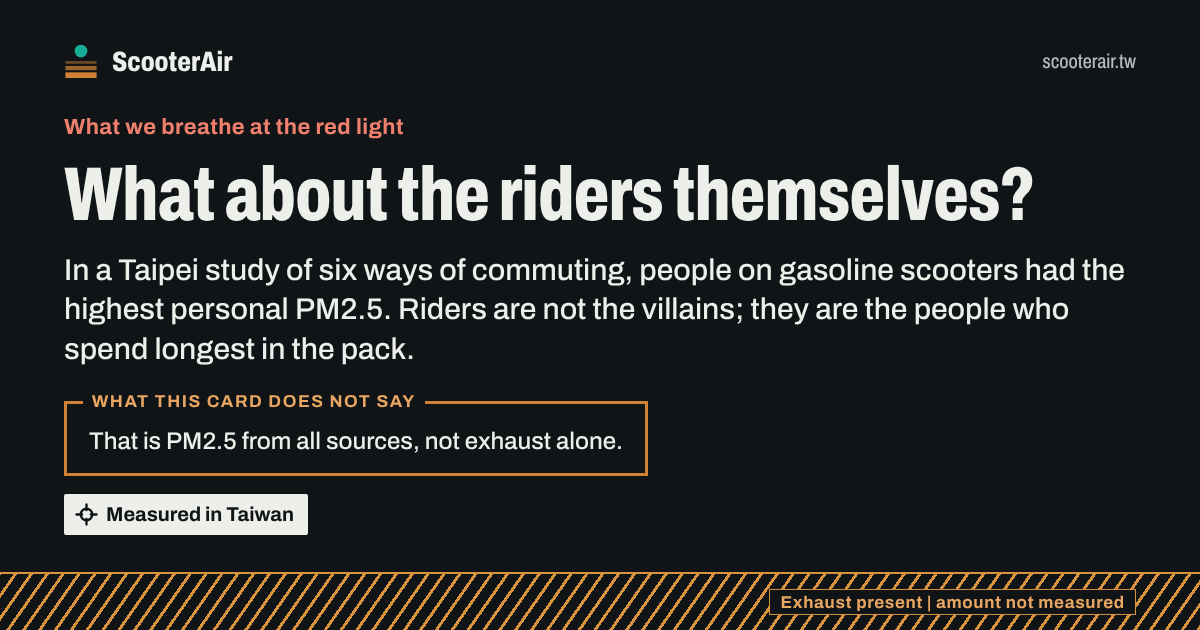 ScooterAir
scooterair.tw
What we breathe at the red light
What about the riders themselves?
In a Taipei study of six ways of commuting, people on gasoline scooters had the
highest personal PM2.5. Riders are not the villains; they are the people who
spend longest in the pack.
WHAT THIS CARD DOES NOT SAY
That is PM2.5 from all sources, not exhaust alone.
Measured in Taiwan
Exhaust present | amount not measured